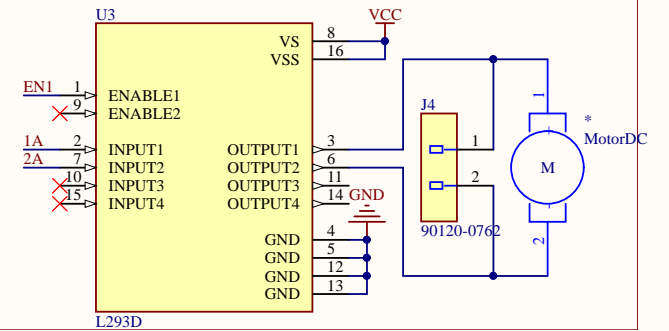 U3
VCC
VS 8
VSS 16
EN1 1 ENABLE1
9 ENABLE2
1A 2 INPUT1 OUTPUT1 3
2A 7 INPUT2 OUTPUT2 6
10 INPUT3 OUTPUT3 11
15 INPUT4 OUTPUT4 14
GND
GND 4
GND 5
GND 12
GND 13
L293D
J4
1
2
90120-0762
1
*
MotorDC
M
2